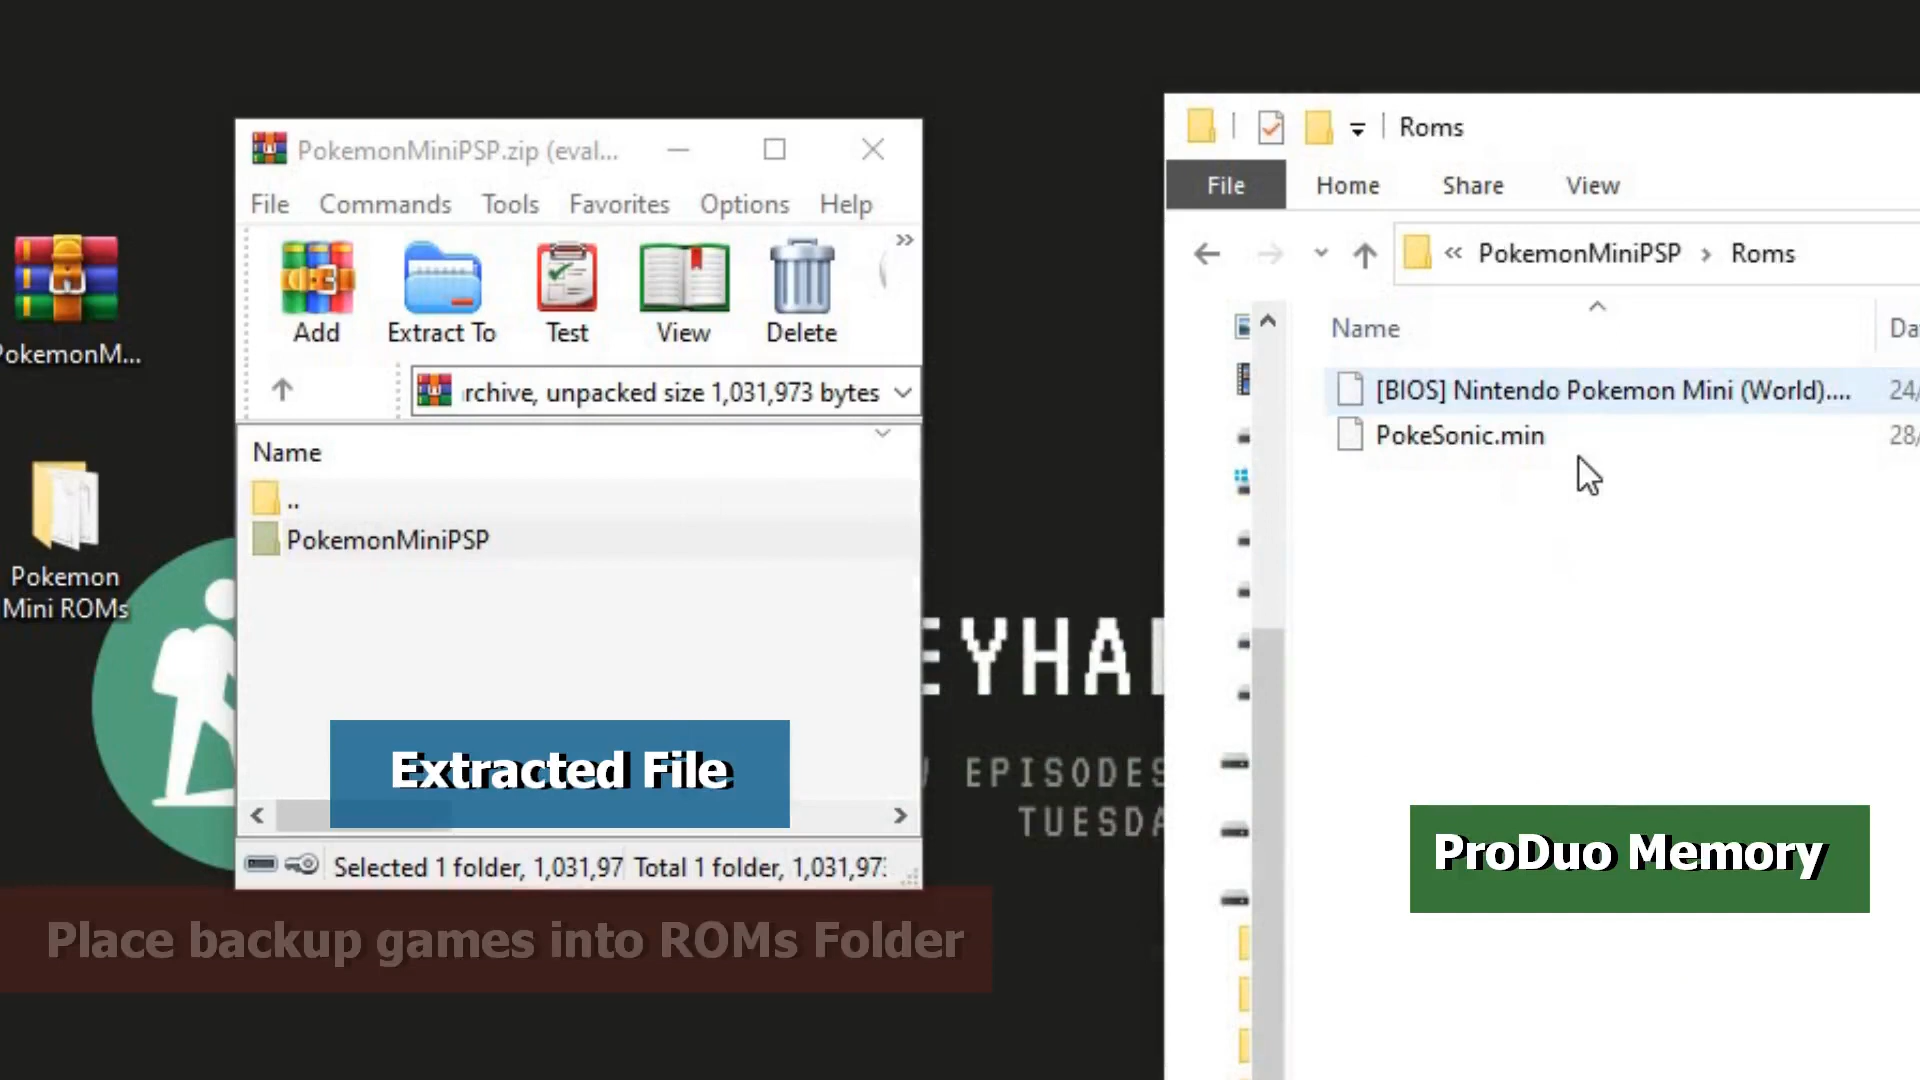 PokemonM...
Pokemon
Mini ROMs
PokemonMiniPSP.zip (eval...
File Commands Tools Favorites Options Help
»
Add Extract To Test View Delete
rchive, unpacked size 1,031,973 bytes
Name
..
PokemonMiniPSP
Extracted File
Selected 1 folder, 1,031,97 Total 1 folder, 1,031,973
Place backup games into ROMs Folder
EYHA
EPISODES
TUESDA
Roms
File Home Share View
« PokemonMiniPSP › Roms
Name Da
[BIOS] Nintendo Pokemon Mini (World).... 24/
PokeSonic.min 28/
ProDuo Memory